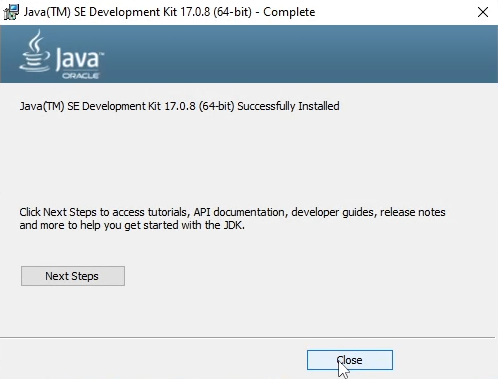 Java(TM) SE Development Kit 17.0.8 (64-bit) - Complete
Java™
ORACLE
Java(TM) SE Development Kit 17.0.8 (64-bit) Successfully Installed
Click Next Steps to access tutorials, API documentation, developer guides, release notes
and more to help you get started with the JDK.
Next Steps
Close